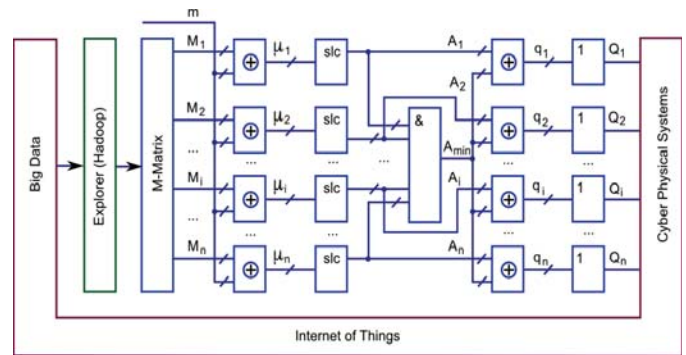 m
M1 μ1 slc A1 q1 1 Q1
A2
M2 μ2 slc & q2 1 Q2
... ... ... ... ... ...
Amin
Mi μi slc Ai qi 1 Qi
... ... ... ... ...
Mn μn slc An qn 1 Qn
Big Data
Explorer (Hadoop)
M-Matrix
Cyber Physical Systems
Internet of Things